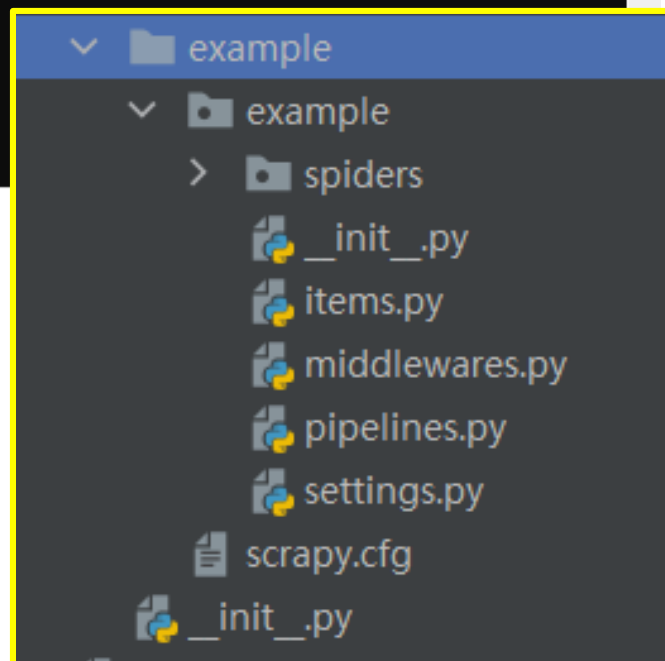 example
example
spiders
__init__.py
items.py
middlewares.py
pipelines.py
settings.py
scrapy.cfg
__init__.py